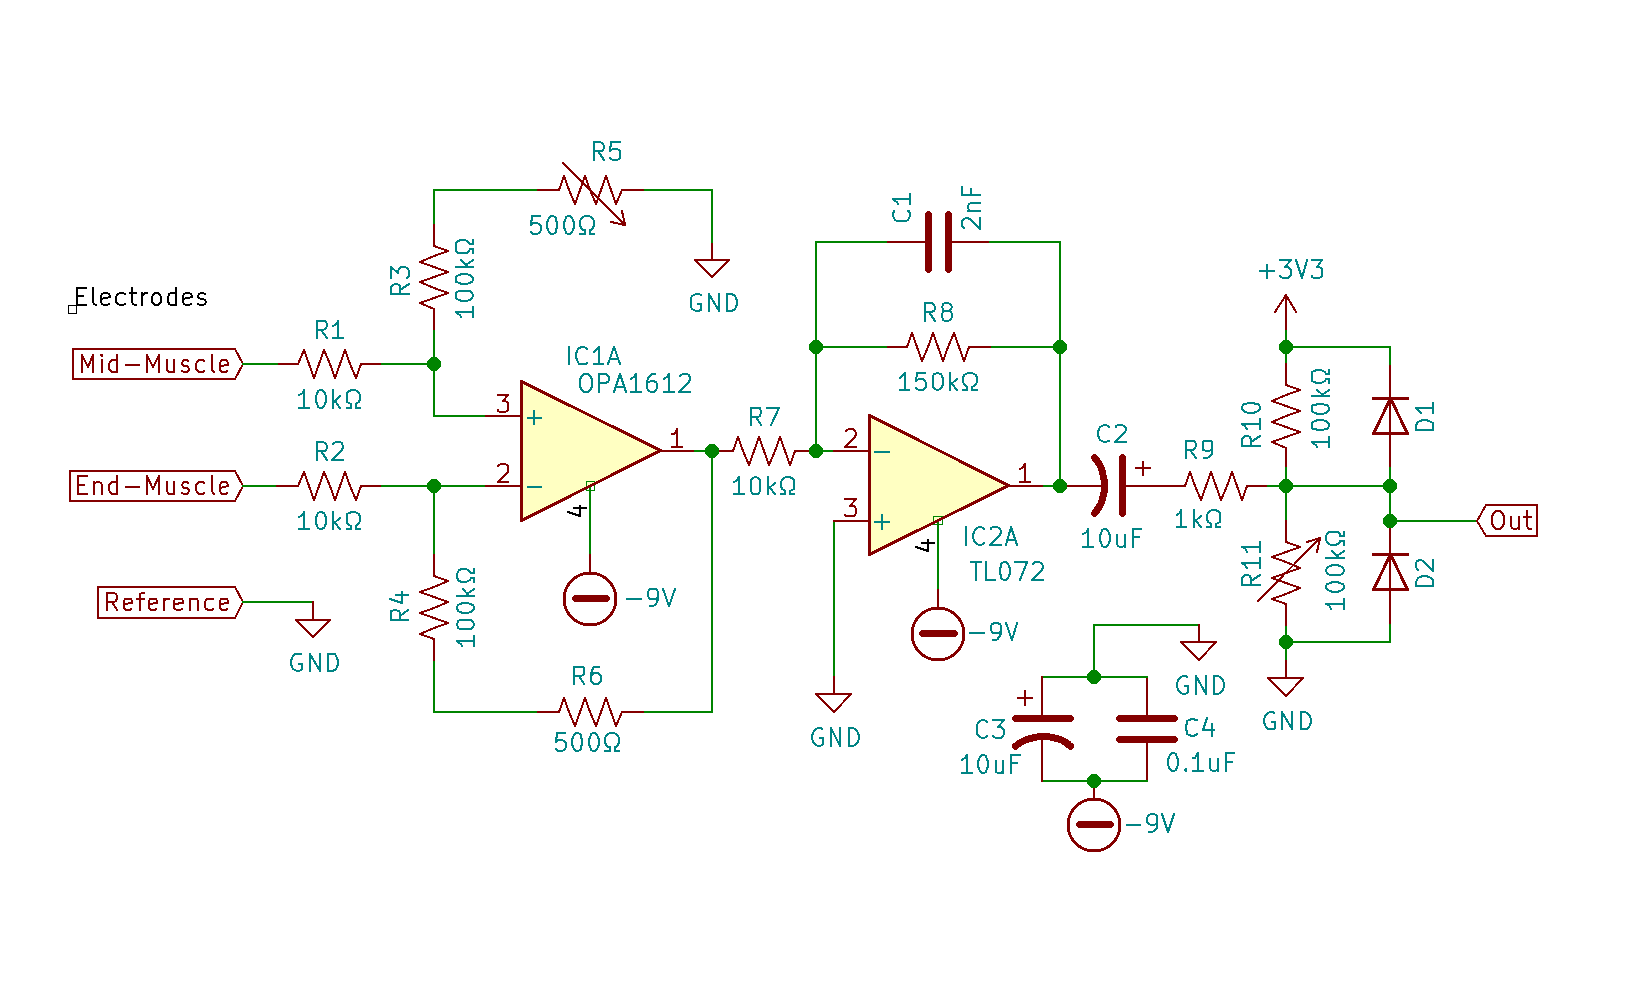 R5
500Ω
R3
100kΩ
GND
C1
2nF
R8
150kΩ
+3V3
Electrodes
R1
Mid-Muscle
10kΩ
IC1A
OPA1612
3
+
2
−
1
4
-9V
R2
End-Muscle
10kΩ
Reference
GND
R4
100kΩ
R6
500Ω
R7
10kΩ
2
−
3
+
1
4
IC2A
TL072
-9V
GND
C2
+
10uF
R9
1kΩ
R10
100kΩ
D1
Out
R11
100kΩ
D2
GND
GND
+
C3
10uF
C4
0.1uF
-9V